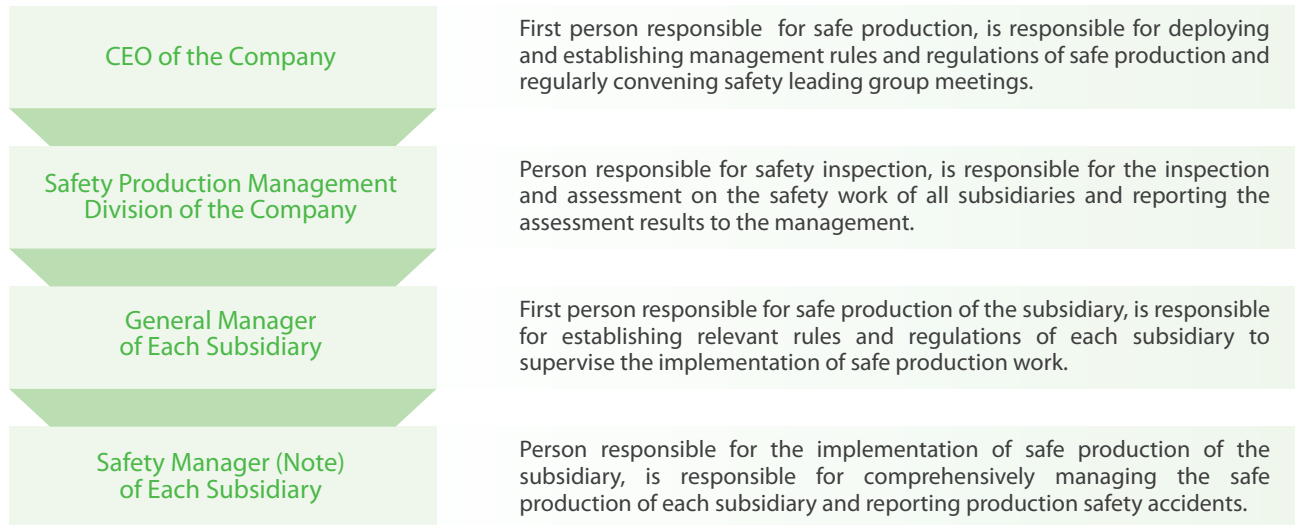 CEO of the Company
First person responsible for safe production, is responsible for deploying
and establishing management rules and regulations of safe production and
regularly convening safety leading group meetings.
Safety Production Management
Division of the Company
Person responsible for safety inspection, is responsible for the inspection
and assessment on the safety work of all subsidiaries and reporting the
assessment results to the management.
General Manager
of Each Subsidiary
First person responsible for safe production of the subsidiary, is responsible
for establishing relevant rules and regulations of each subsidiary to
supervise the implementation of safe production work.
Safety Manager (Note)
of Each Subsidiary
Person responsible for the implementation of safe production of the
subsidiary, is responsible for comprehensively managing the safe
production of each subsidiary and reporting production safety accidents.